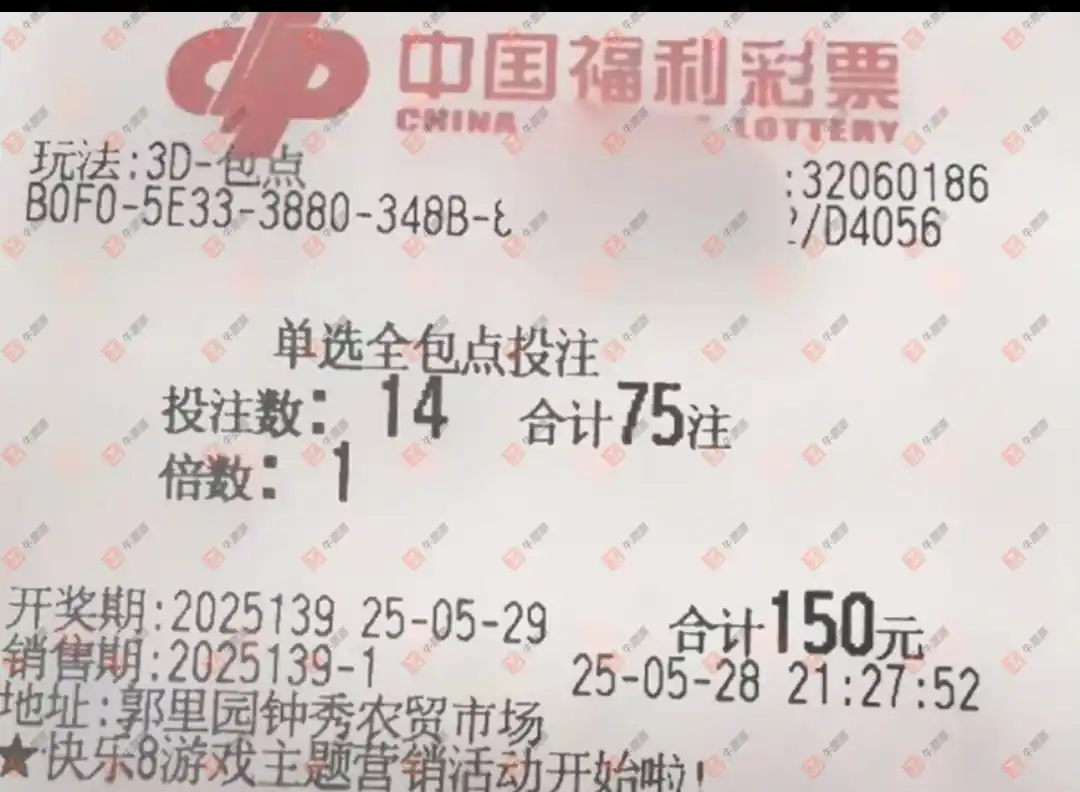 中国福利彩票
CHINA LOTTERY
玩法:3D-包点
:32060186
B0F0-5E33-3880-348B-
/D4056
单选全包点投注
投注数: 14 合计75注
倍数: 1
开奖期:2025139 25-05-29 合计150元
销售期:2025139-1 25-05-28 21:27:52
地址:郭里园钟秀农贸市场
★快乐8游戏主题营销活动开始啦!